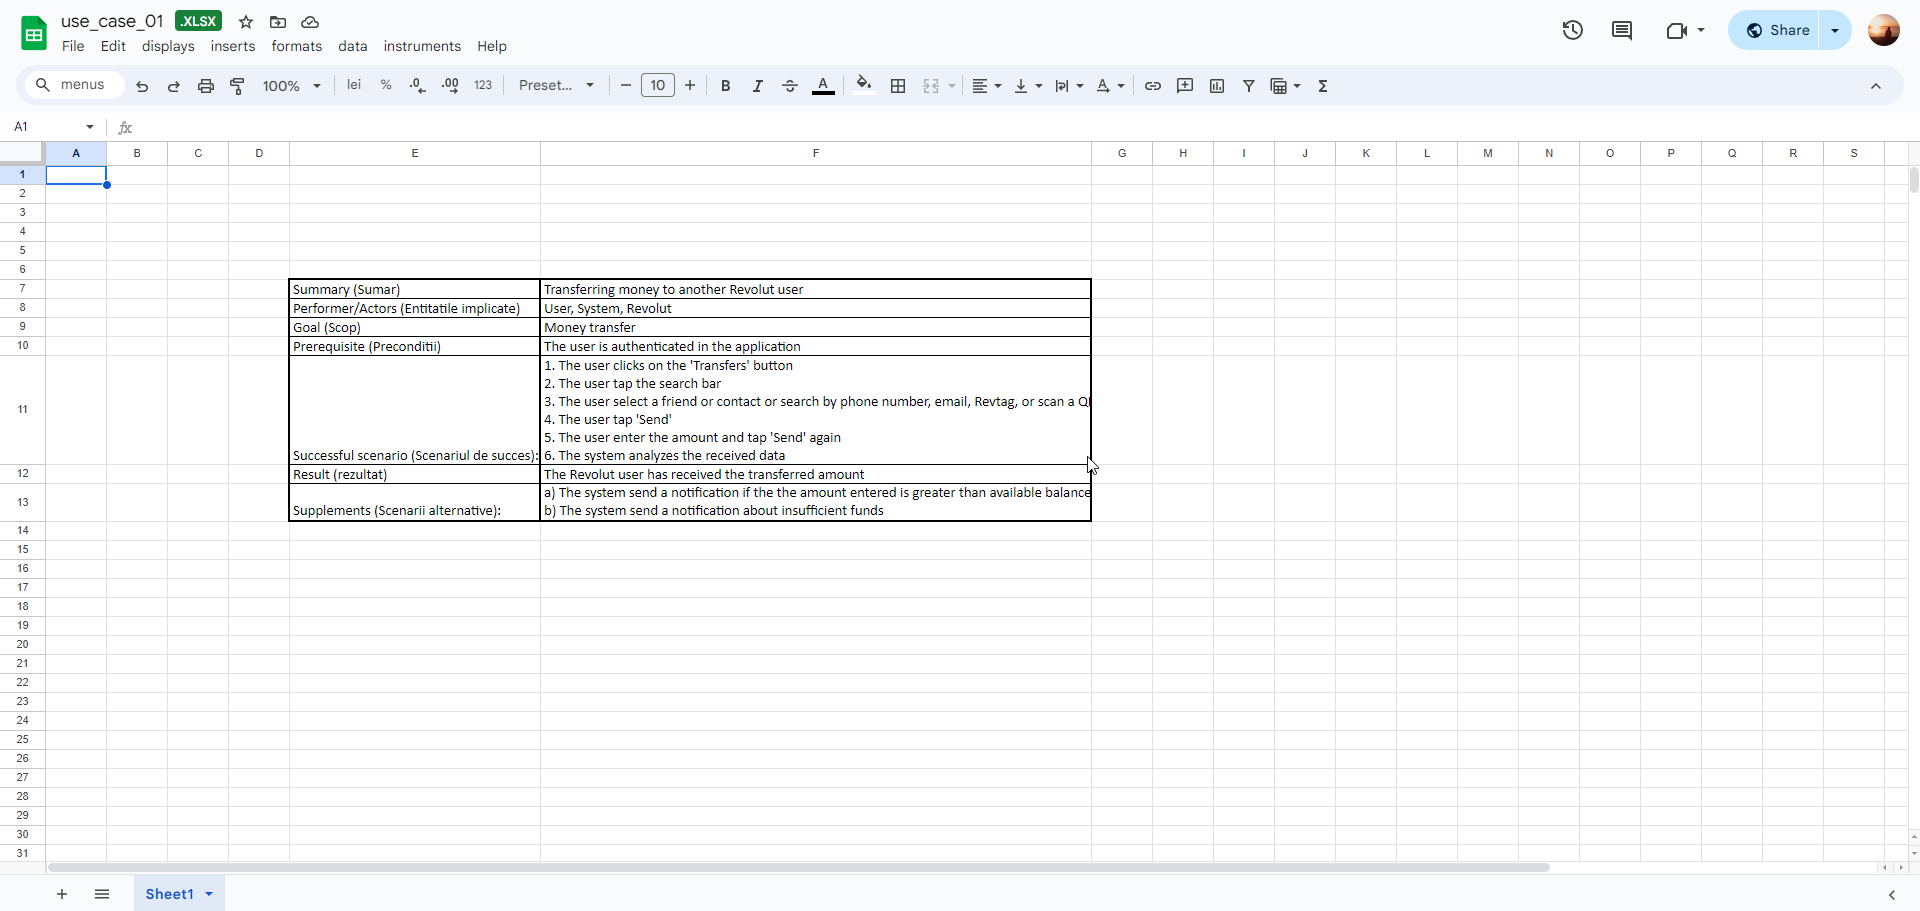 use_case_01 .XLSX
File Edit displays inserts formats data instruments Help
Share
menus 100% lei % .0 .00 123 Preset... 10 B I A
A1 fx
A B C D E F G H I J K L M N O P Q R S
1
2
3
4
5
6
7 Summary (Sumar) Transferring money to another Revolut user
8 Performer/Actors (Entitatile implicate) User, System, Revolut
9 Goal (Scop) Money transfer
10 Prerequisite (Preconditii) The user is authenticated in the application
1. The user clicks on the 'Transfers' button
2. The user tap the search bar
3. The user select a friend or contact or search by phone number, email, Revtag, or scan a
11
4. The user tap 'Send'
5. The user enter the amount and tap 'Send' again
Successful scenario (Scenariul de succes): 6. The system analyzes the received data
12 Result (rezultat) The Revolut user has received the transferred amount
a) The system send a notification if the the amount entered is greater than available balance
13
Supplements (Scenarii alternative): b) The system send a notification about insufficient funds
14
15
16
17
18
19
20
21
22
23
24
25
26
27
28
29
30
31
Sheet1